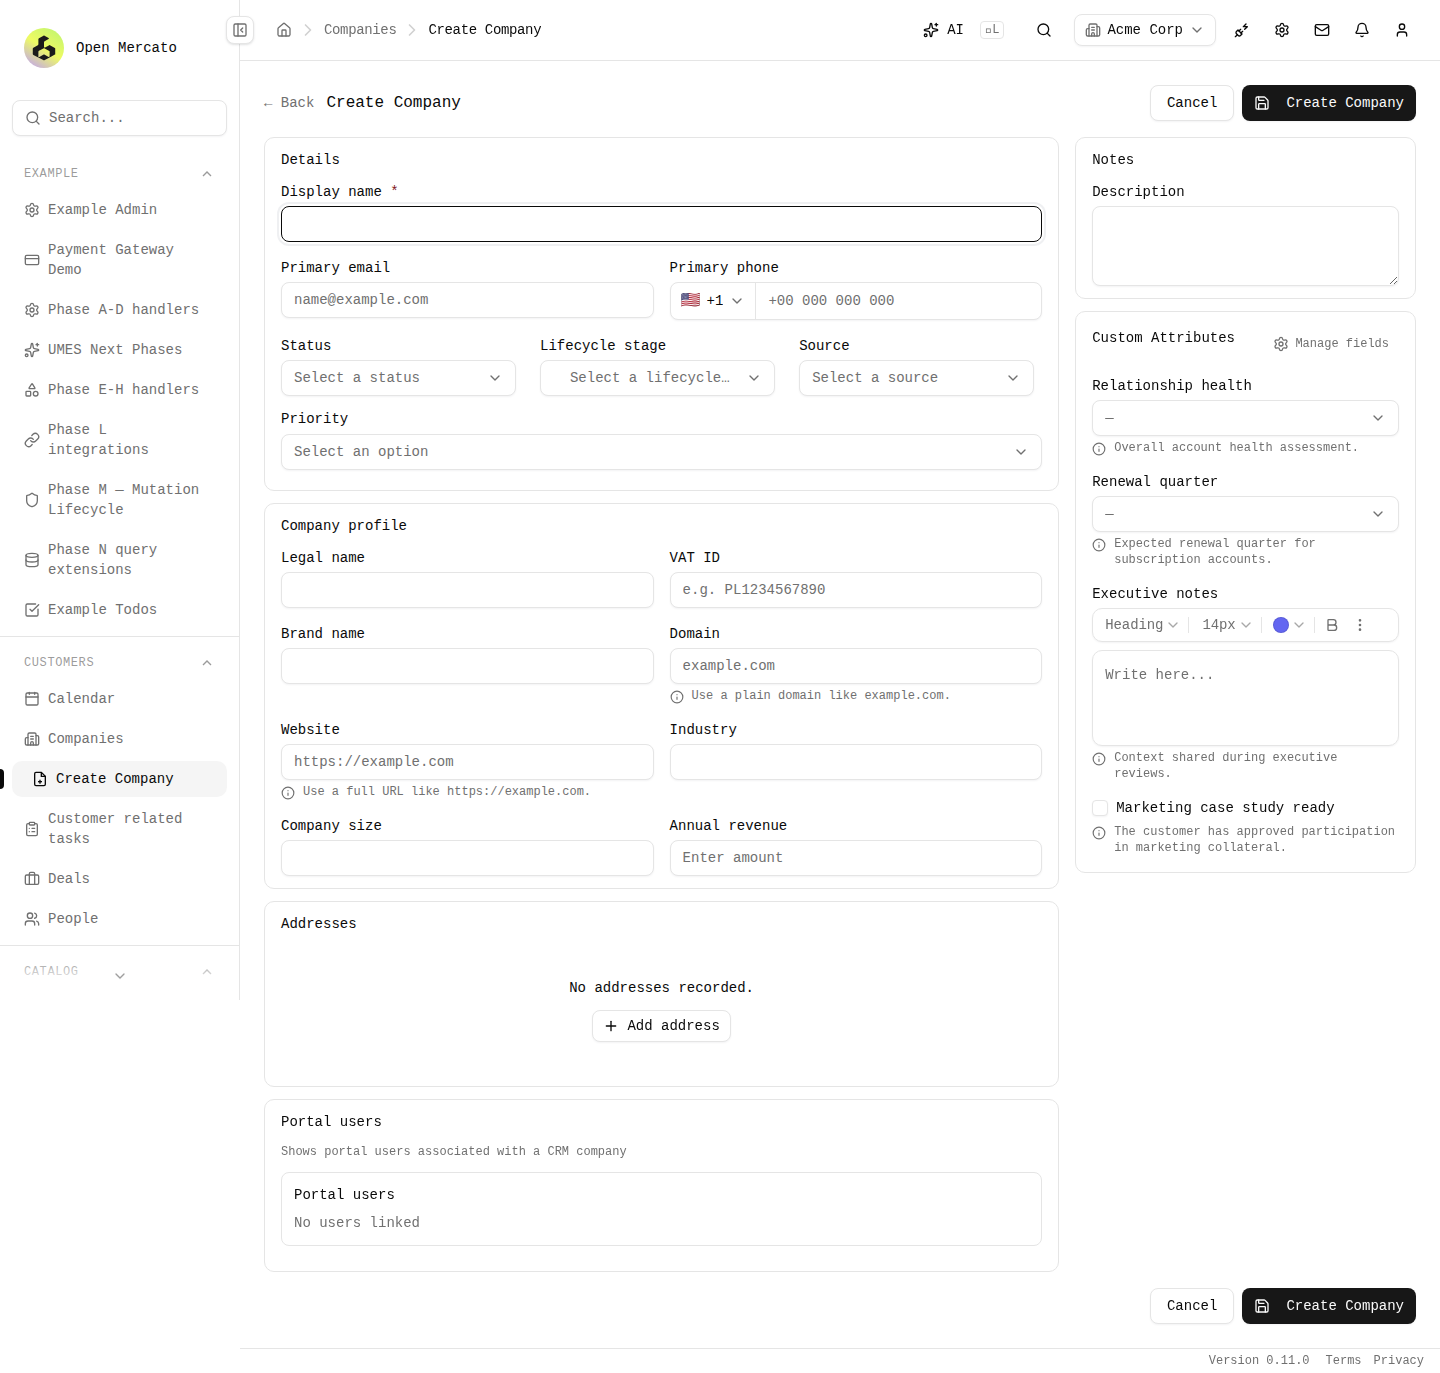 Open Mercato
Search...
EXAMPLE
Example Admin
Payment Gateway
Demo
Phase A-D handlers
UMES Next Phases
Phase E-H handlers
Phase L
integrations
Phase M — Mutation
Lifecycle
Phase N query
extensions
Example Todos
CUSTOMERS
Calendar
Companies
Create Company
Customer related
tasks
Deals
People
CATALOG
Companies
Create Company
AI
L
Acme Corp
← Back
Create Company
Cancel
Create Company
Details
Display name *
Primary email
name@example.com
Primary phone
+1
+00 000 000 000
Status
Select a status
Lifecycle stage
Select a lifecycle…
Source
Select a source
Priority
Select an option
Company profile
Legal name
VAT ID
e.g. PL1234567890
Brand name
Domain
example.com
Use a plain domain like example.com.
Website
https://example.com
Use a full URL like https://example.com.
Industry
Company size
Annual revenue
Enter amount
Addresses
No addresses recorded.
Add address
Portal users
Shows portal users associated with a CRM company
Portal users
No users linked
Notes
Description
Custom Attributes
Manage fields
Relationship health
—
Overall account health assessment.
Renewal quarter
—
Expected renewal quarter for
subscription accounts.
Executive notes
Heading
14px
B
Write here...
Context shared during executive
reviews.
Marketing case study ready
The customer has approved participation
in marketing collateral.
Cancel
Create Company
Version 0.11.0
Terms
Privacy